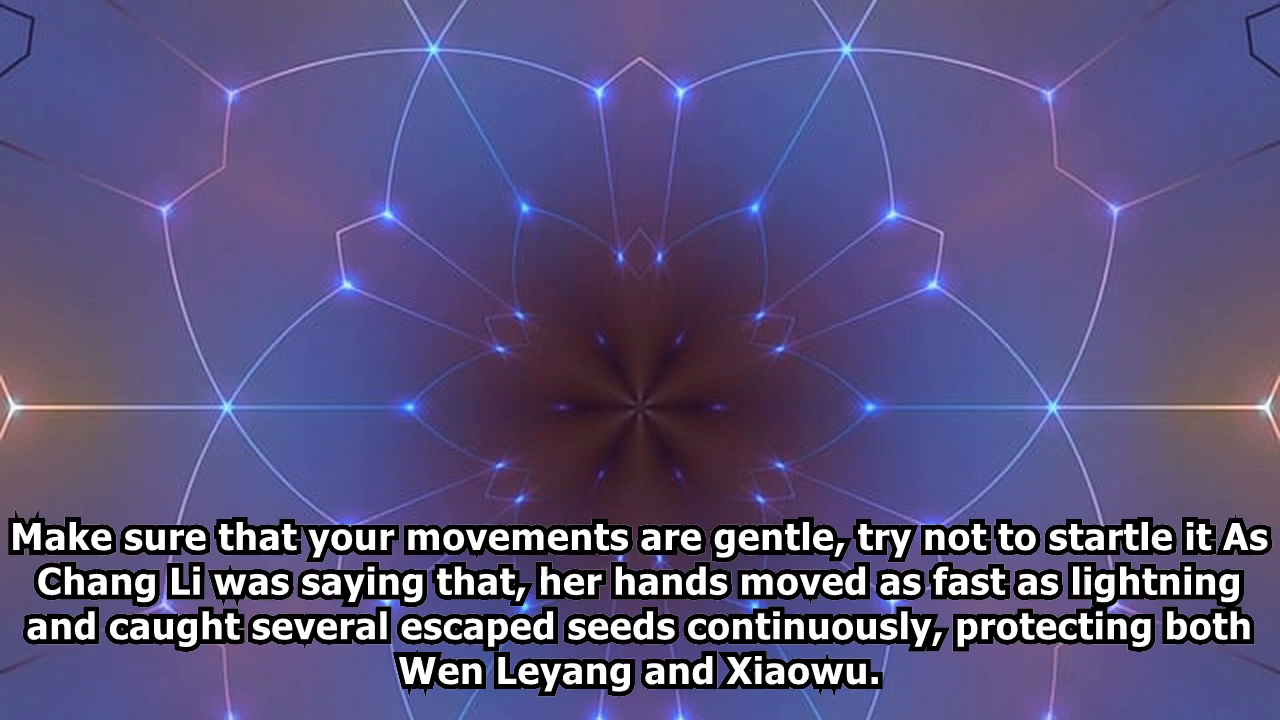 Make sure that your movements are gentle, try not to startle it As
Chang Li was saying that, her hands moved as fast as lightning
and caught several escaped seeds continuously, protecting both
Wen Leyang and Xiaowu.